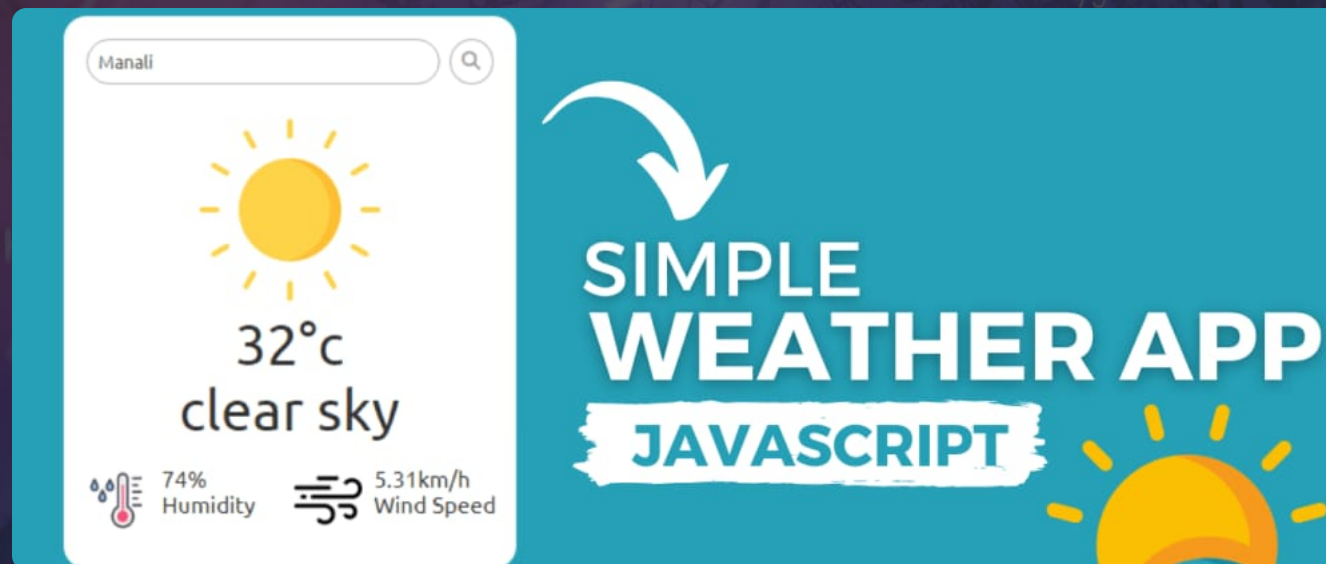 Manali
32°c
clear sky
74%
Humidity
5.31km/h
Wind Speed
SIMPLE
WEATHER APP
JAVASCRIPT